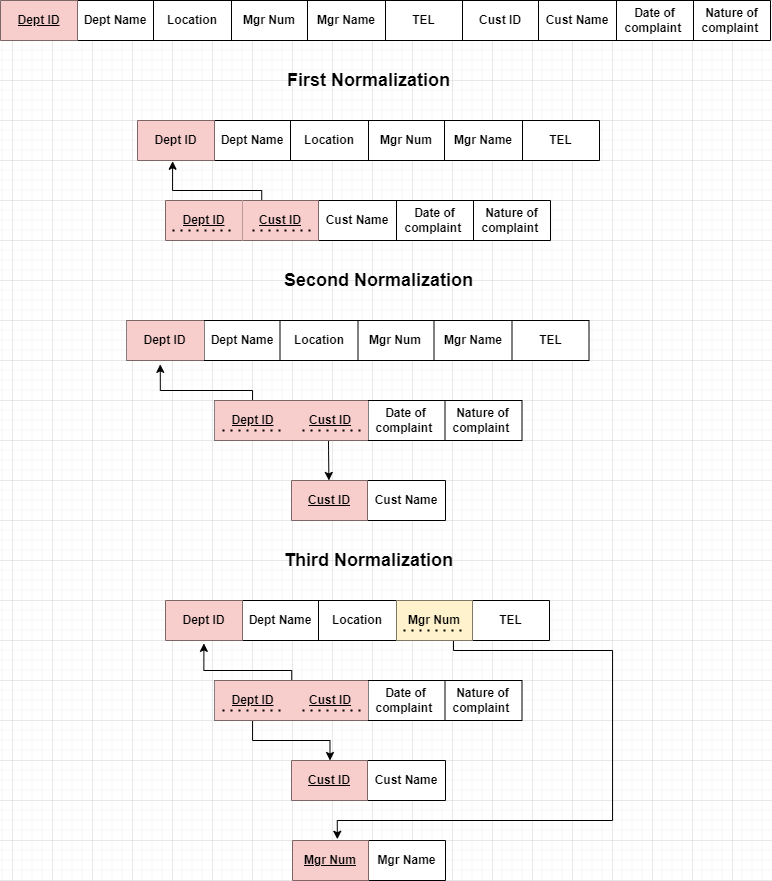 Dept ID Dept Name Location Mgr Num Mgr Name TEL Cust ID Cust Name Date of complaint Nature of complaint
First Normalization
Dept ID Dept Name Location Mgr Num Mgr Name TEL
Dept ID Cust ID Cust Name Date of complaint Nature of complaint
Second Normalization
Dept ID Dept Name Location Mgr Num Mgr Name TEL
Dept ID Cust ID Date of complaint Nature of complaint
Cust ID Cust Name
Third Normalization
Dept ID Dept Name Location Mgr Num TEL
Dept ID Cust ID Date of complaint Nature of complaint
Cust ID Cust Name
Mgr Num Mgr Name